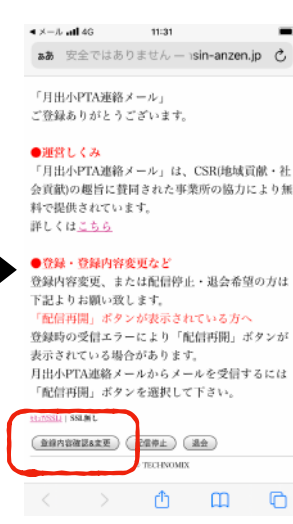 ◀メール 4G 11:31
ぁあ 安全ではありません — sin-anzen.jp
「月出小PTA連絡メール」
ご登録ありがとうございます。
●運営しくみ
「月出小PTA連絡メール」は、CSR(地域貢献・社
会貢献)の趣旨に賛同された事業所の協力により無
料で提供されています。
詳しくはこちら
●登録・登録内容変更など
登録内容変更、または配信停止・退会希望の方は
下記よりお願い致します。
「配信再開」ボタンが表示されている方へ
登録時の受信エラーにより「配信再開」ボタンが
表示されている場合があります。
月出小PTA連絡メールからメールを受信するには
「配信再開」ボタンを選択して下さい。
| SSL無し
登録内容確認&変更 配信停止 退会
TECHNOMIX